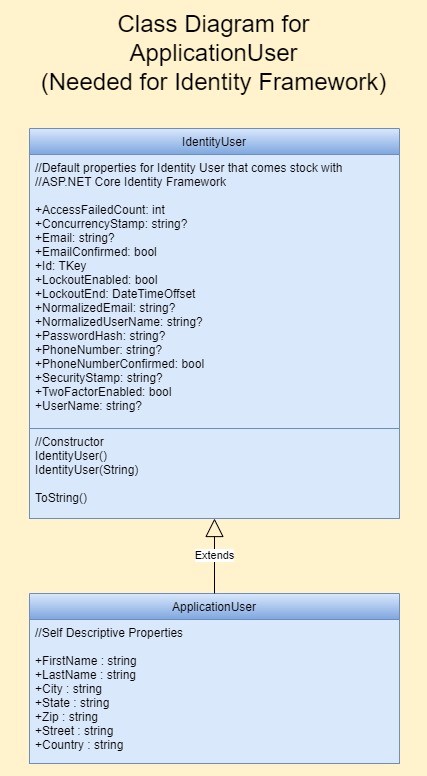 Class Diagram for
ApplicationUser
(Needed for Identity Framework)
IdentityUser
//Default properties for Identity User that comes stock with
//ASP.NET Core Identity Framework
+AccessFailedCount: int
+ConcurrencyStamp: string?
+Email: string?
+EmailConfirmed: bool
+Id: TKey
+LockoutEnabled: bool
+LockoutEnd: DateTimeOffset
+NormalizedEmail: string?
+NormalizedUserName: string?
+PasswordHash: string?
+PhoneNumber: string?
+PhoneNumberConfirmed: bool
+SecurityStamp: string?
+TwoFactorEnabled: bool
+UserName: string?
//Constructor
IdentityUser()
IdentityUser(String)
ToString()
Extends
ApplicationUser
//Self Descriptive Properties
+FirstName : string
+LastName : string
+City : string
+State : string
+Zip : string
+Street : string
+Country : string